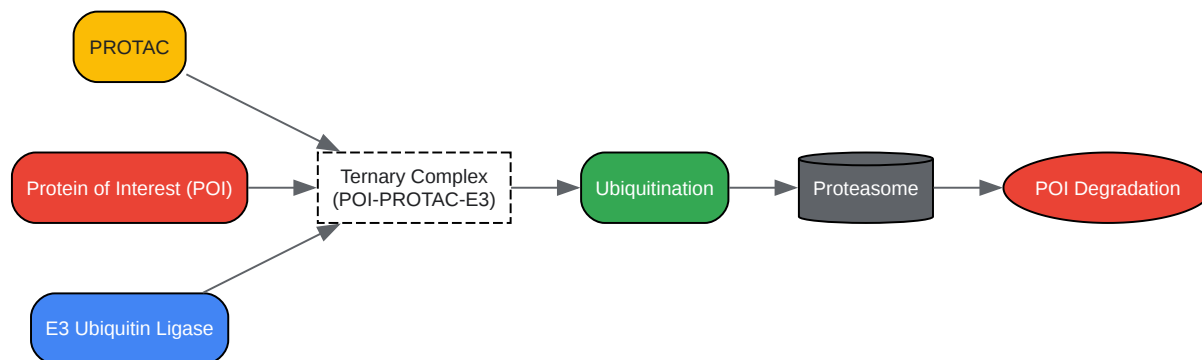 PROTAC
Protein of Interest (POI)
E3 Ubiquitin Ligase
Ternary Complex
(POI-PROTAC-E3)
Ubiquitination
Proteasome
POI Degradation